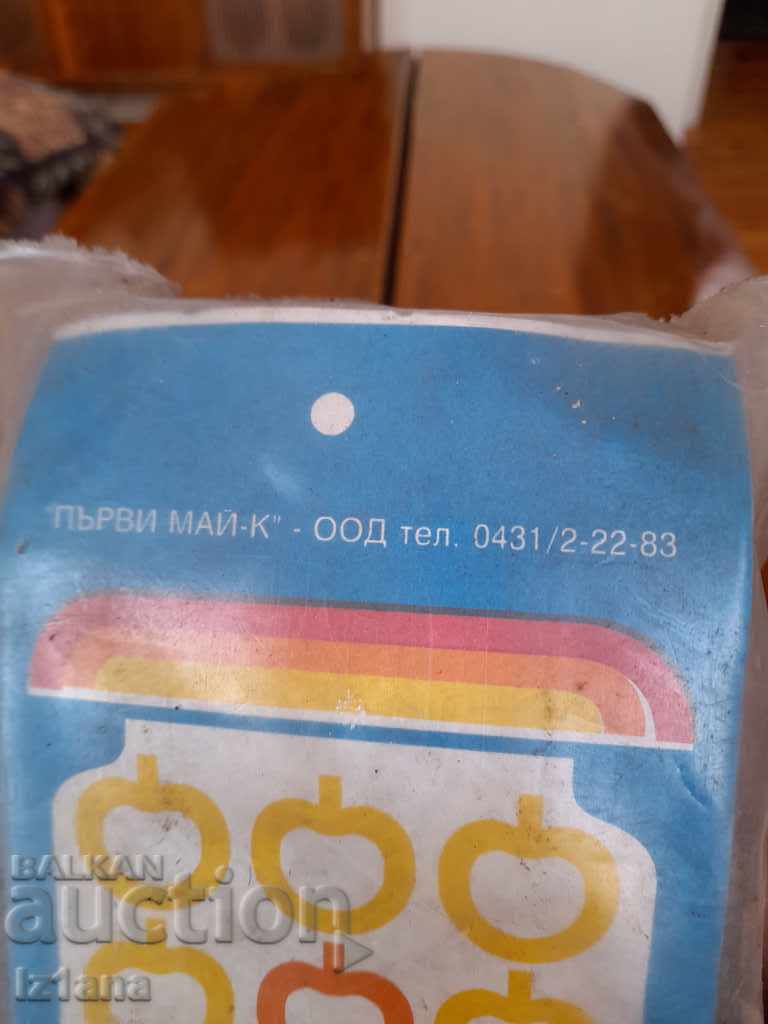 "ПЪРВИ МАЙ-К" - ООД тел. 0431/2-22-83
BALKAN
auction
Iz1ana